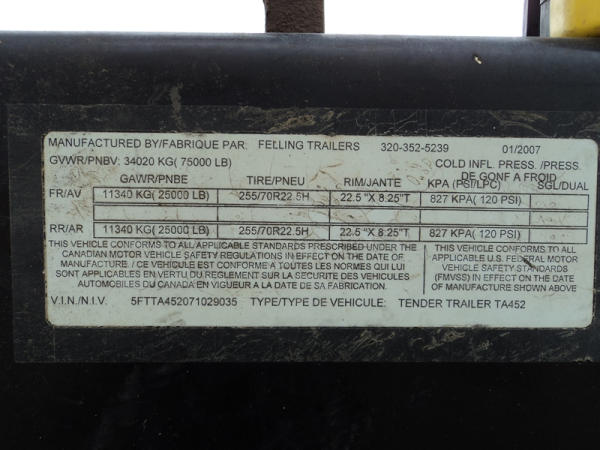 MANUFACTURED BY/FABRIQUE PAR: FELLING TRAILERS 320-352-5239 01/2007
GVWR/PNBV: 34020 KG( 75000 LB) COLD INFL. PRESS. /PRESS.
DE GONF A FROID
GAWR/PNBE TIRE/PNEU RIM/JANTE KPA (PSI/LPC) SGL/DUAL
FR/AV 11340 KG( 25000 LB) 255/70R22.5H 22.5 "X 8.25"T 827 KPA( 120 PSI)
RR/AR 11340 KG( 25000 LB) 255/70R22.5H 22.5 "X 8.25"T 827 KPA( 120 PSI)
THIS VEHICLE CONFORMS TO ALL APPLICABLE STANDARDS PRESCRIBED UNDER THE
CANADIAN MOTOR VEHICLE SAFETY REGULATIONS IN EFFECT ON THE DATE OF
MANUFACTURE. / CE VEHICULE EST CONFORME A TOUTES LES NORMES QUI LUI
SONT APPLICABLES EN VERTU DU REGLEMENT SUR LA SECURITE DES VEHICULES
AUTOMOBILES DU CANADA EN VIGUEUR A LA DATE DE SA FABRICATION.
THIS VEHICLE CONFORMS TO ALL
APPLICABLE U.S. FEDERAL MOTOR
VEHICLE SAFETY STANDARDS
(FMVSS) IN EFFECT ON THE DATE
OF MANUFACTURE SHOWN ABOVE
V.I.N./N.I.V. 5FTTA452071029035 TYPE/TYPE DE VEHICULE: TENDER TRAILER TA452